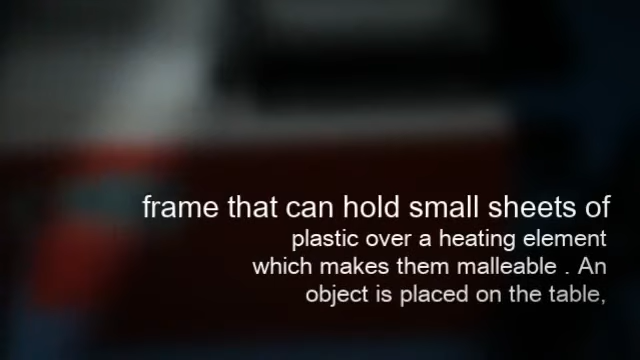 frame that can hold small sheets of
plastic over a heating element
which makes them malleable . An
object is placed on the table,